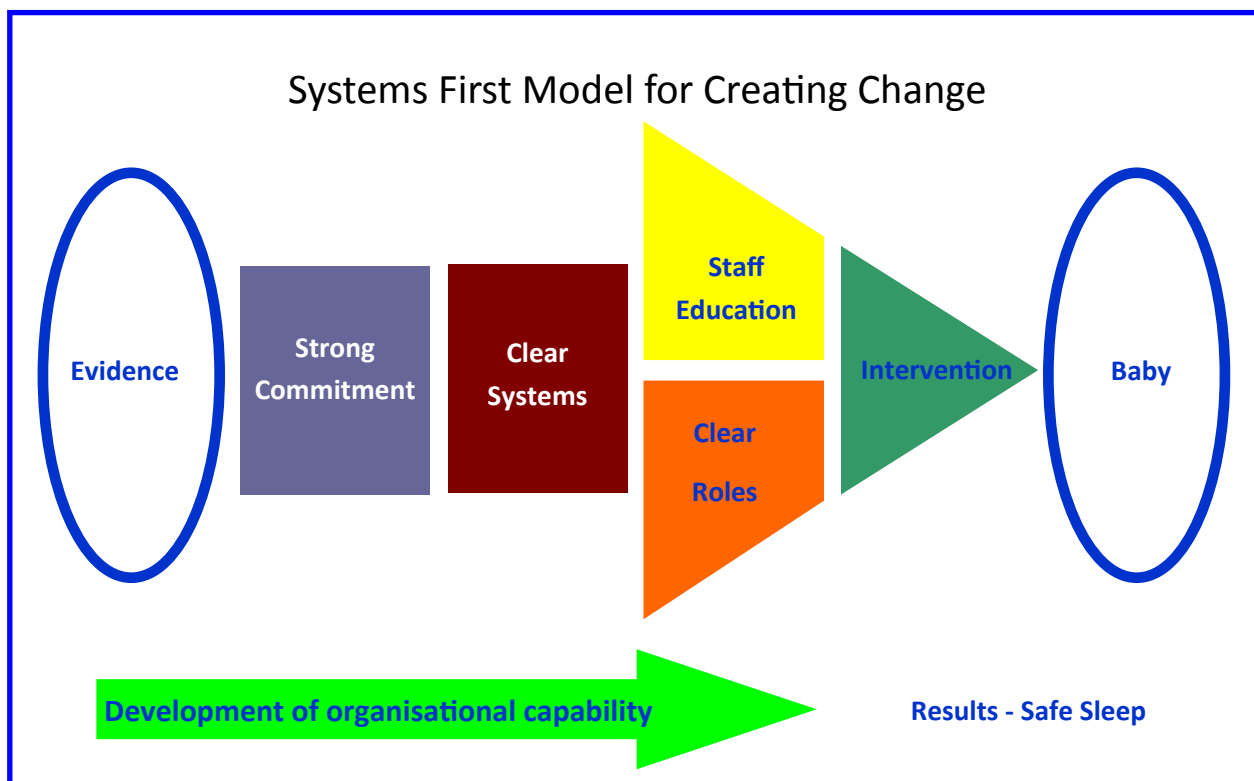 Systems First Model for Creating Change
Evidence
Strong
Commitment
Clear
Systems
Staff
Education
Clear
Roles
Intervention
Baby
Development of organisational capability
Results - Safe Sleep